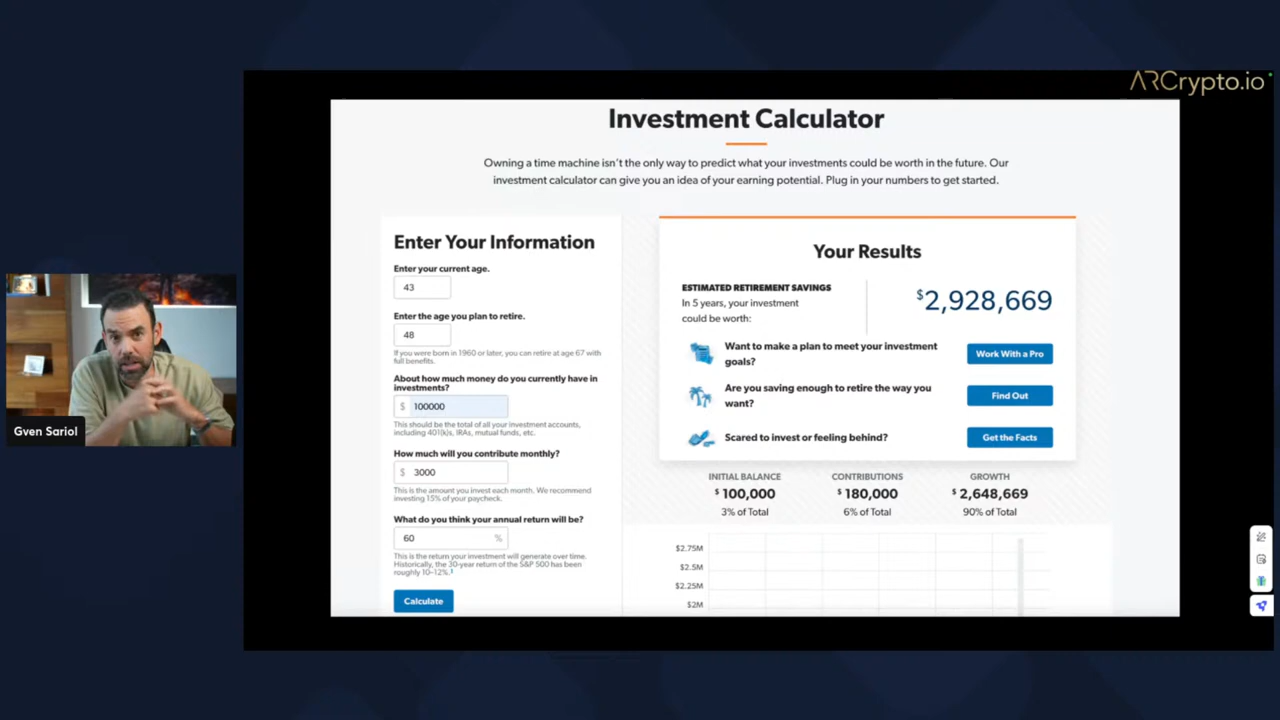 ARCrypto.io
Investment Calculator
Owning a time machine isn't the only way to predict what your investments could be worth in the future. Our
investment calculator can give you an idea of your earning potential. Plug in your numbers to get started.
Enter Your Information
Enter your current age.
43
Enter the age you plan to retire.
48
If you were born in 1960 or later, you can retire at age 67 with
full benefits.
About how much money do you currently have in
investments?
$ 100000
This should be the total of all your investment accounts,
including 401(k)s, IRAs, mutual funds, etc.
How much will you contribute monthly?
$ 3000
This is the amount you invest each month. We recommend
investing 15% of your paycheck.
What do you think your annual return will be?
60 %
This is the return your investment will generate over time.
Historically, the 30-year return of the S&P 500 has been
roughly 10–12%.¹
Calculate
Your Results
ESTIMATED RETIREMENT SAVINGS
In 5 years, your investment
could be worth:
$2,928,669
Want to make a plan to meet your investment
goals?
Work With a Pro
Are you saving enough to retire the way you
want?
Find Out
Scared to invest or feeling behind?
Get the Facts
INITIAL BALANCE
$100,000
3% of Total
CONTRIBUTIONS
$180,000
6% of Total
GROWTH
$2,648,669
90% of Total
$2.75M
$2.5M
$2.25M
$2M
Gven Sariol